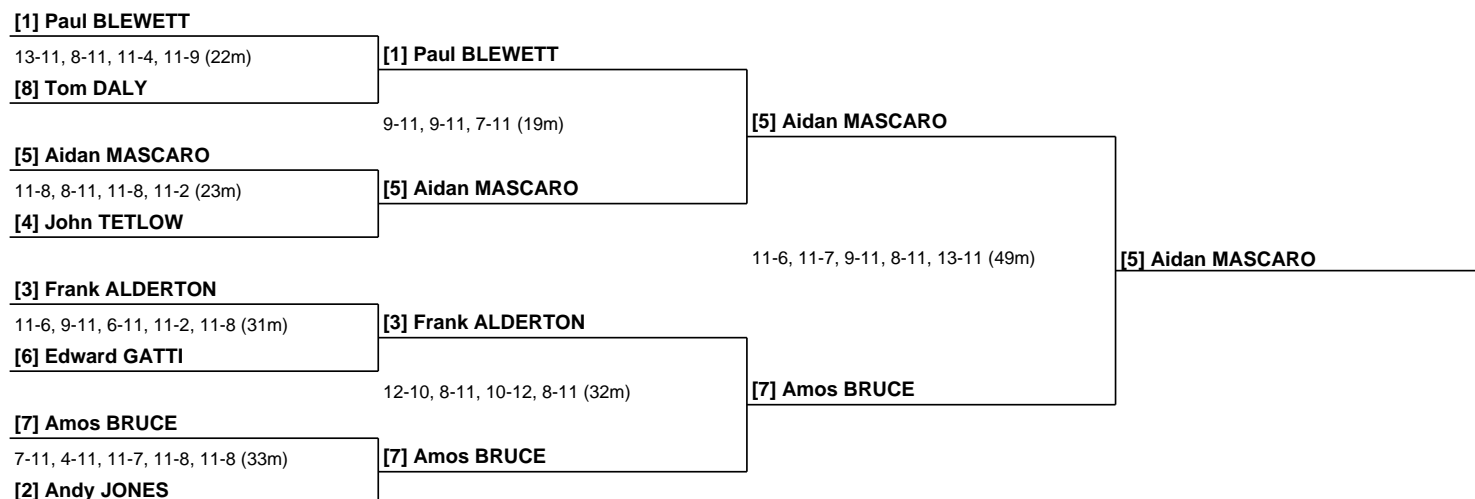 [1] Paul BLEWETT
13-11, 8-11, 11-4, 11-9 (22m)
[1] Paul BLEWETT
[8] Tom DALY
9-11, 9-11, 7-11 (19m)
[5] Aidan MASCARO
[5] Aidan MASCARO
11-8, 8-11, 11-8, 11-2 (23m)
[5] Aidan MASCARO
[4] John TETLOW
11-6, 11-7, 9-11, 8-11, 13-11 (49m)
[5] Aidan MASCARO
[3] Frank ALDERTON
11-6, 9-11, 6-11, 11-2, 11-8 (31m)
[3] Frank ALDERTON
[6] Edward GATTI
12-10, 8-11, 10-12, 8-11 (32m)
[7] Amos BRUCE
[7] Amos BRUCE
7-11, 4-11, 11-7, 11-8, 11-8 (33m)
[7] Amos BRUCE
[2] Andy JONES